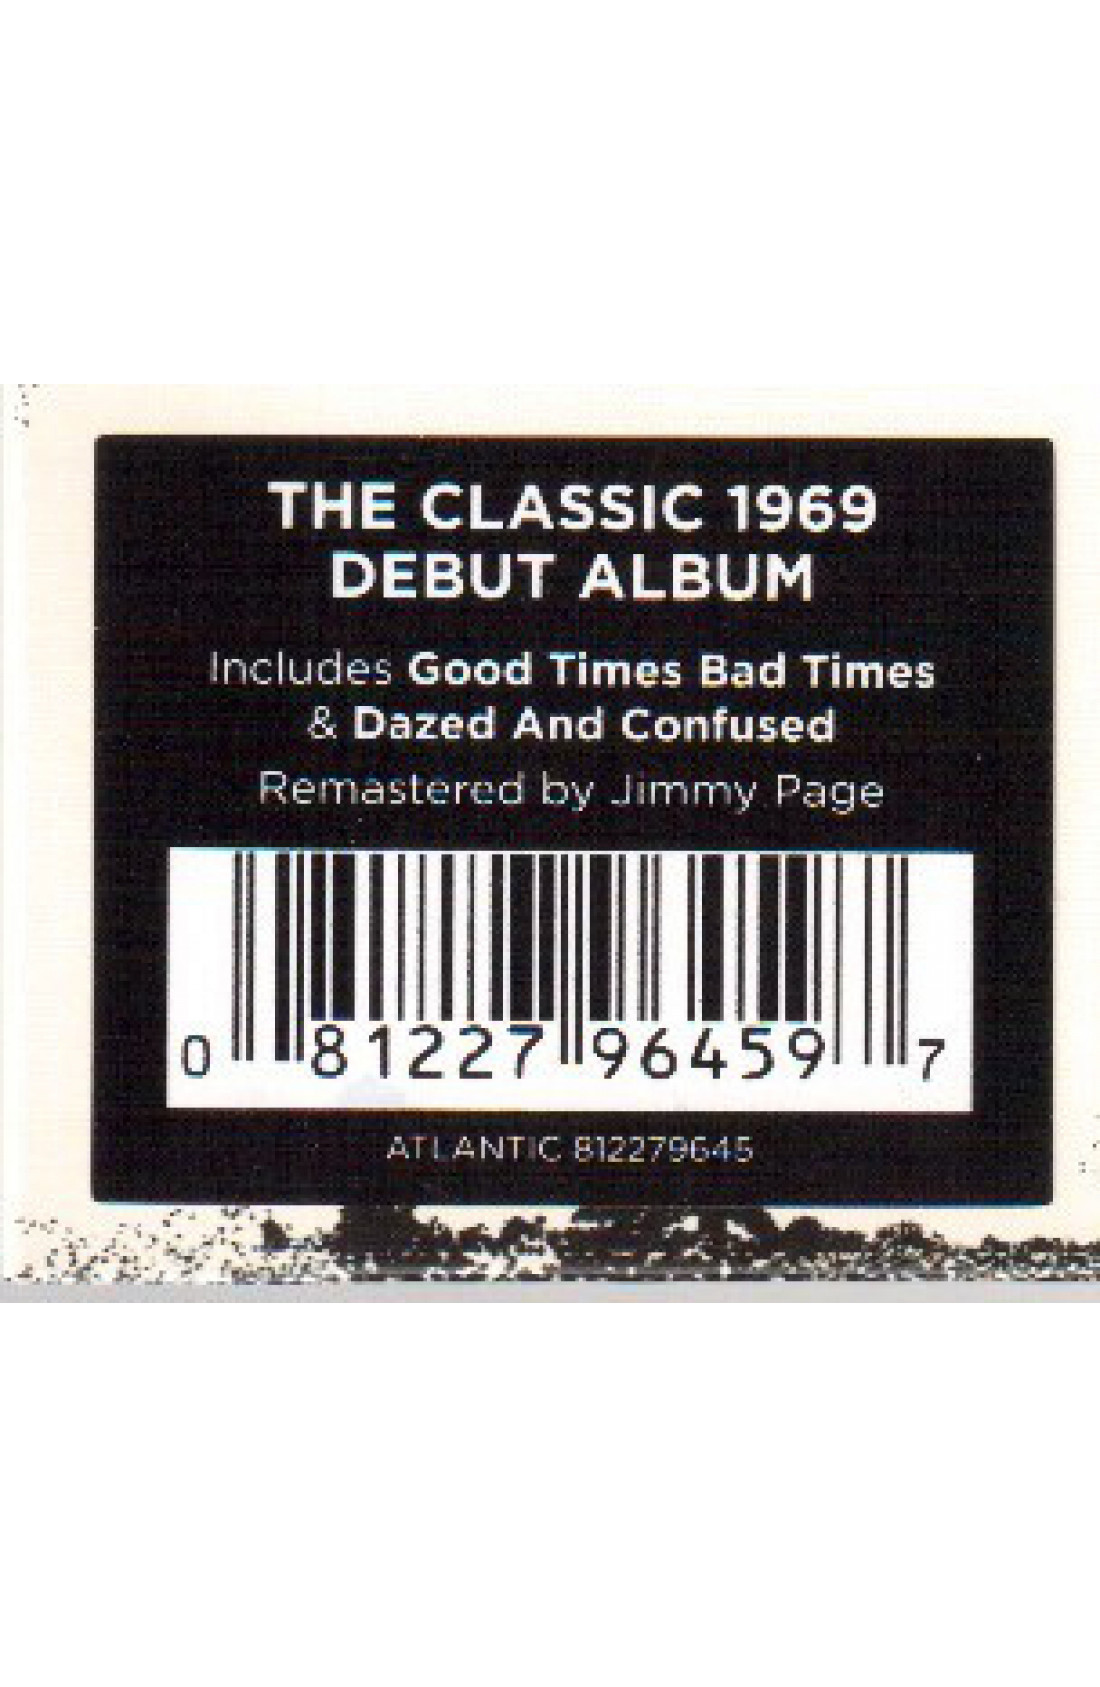 THE CLASSIC 1969
DEBUT ALBUM
Includes Good Times Bad Times
& Dazed And Confused
Remastered by Jimmy Page
0 81227 96459 7
ATLANTIC 812279645